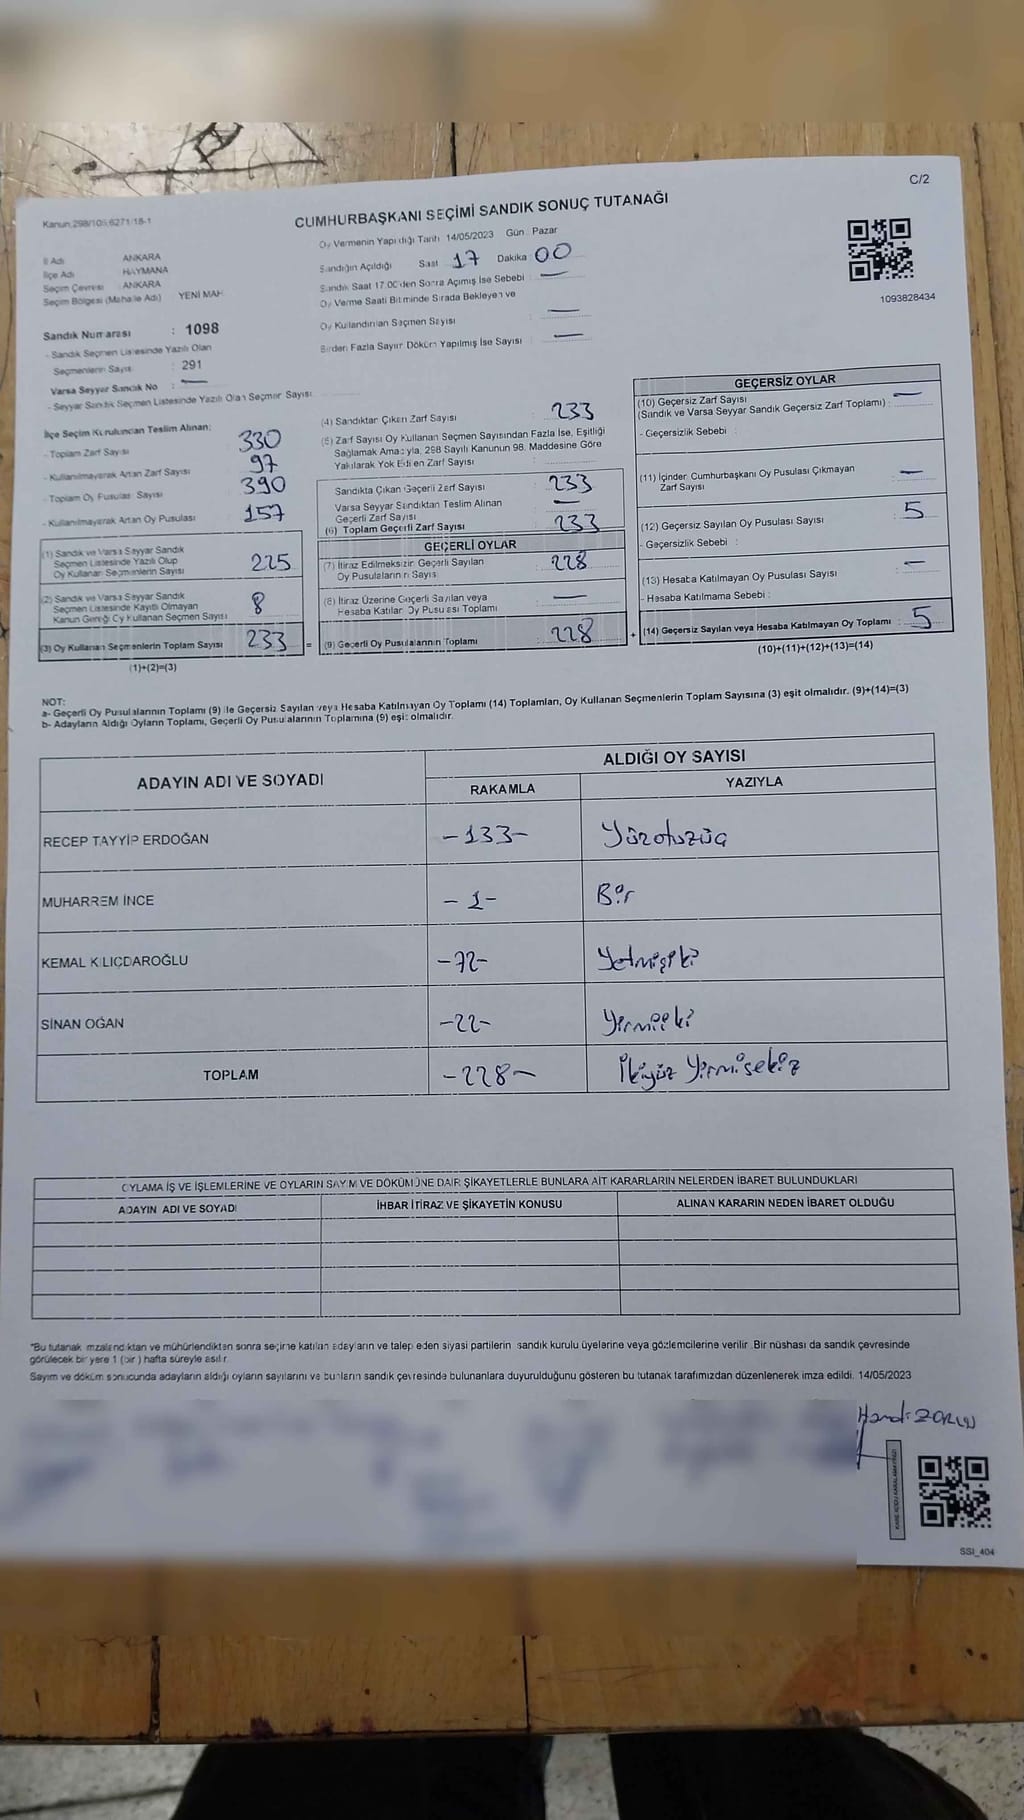 C/2
Kanun:298/105,6271/18-1
CUMHURBAŞKANI SEÇİMİ SANDIK SONUÇ TUTANAĞI
Oy Vermenin Yapıldığı Tarih 14/05/2023 Gün : Pazar
İl Adı ANKARA
İlçe Adı HAYMANA
Seçim Çevresi ANKARA
Seçim Bölgesi (Mahalle Adı) YENİ MAH
Sandığın Açıldığı Saat 17 Dakika : 00
Sandık Saat 17.00'den Sonra Açımış İse Sebebi : —
Oy Verme Saati Bitiminde Sırada Bekleyen ve
Oy Kullandırılan Seçmen Sayısı : —
Birden Fazla Sayım Döküm Yapılmış İse Sayısı : —
1093828434
Sandık Numarası : 1098
- Sandık Seçmen Listesinde Yazılı Olan
Seçmenlerin Sayısı : 291
Varsa Seyyar Sandık No : —
- Seyyar Sandık Seçmen Listesinde Yazılı Olan Seçmen Sayısı :
İlçe Seçim Kurulundan Teslim Alınan:
- Toplam Zarf Sayısı 330
- Kullanılmayarak Artan Zarf Sayısı 97
- Toplam Oy Pusulası Sayısı 390
- Kullanılmayarak Artan Oy Pusulası 157
(1) Sandık ve Varsa Seyyar Sandık
Seçmen Listesinde Yazılı Olup
Oy Kullanan Seçmenlerin Sayısı 225
(2) Sandık ve Varsa Seyyar Sandık
Seçmen Listesinde Kayıtlı Olmayan
Kanun Gereği Oy Kullanan Seçmen Sayısı 8
(3) Oy Kullanan Seçmenlerin Toplam Sayısı 233 =
(1)+(2)=(3)
(4) Sandıktan Çıkan Zarf Sayısı : 233
(5) Zarf Sayısı Oy Kullanan Seçmen Sayısından Fazla İse, Eşitliği
Sağlamak Amacıyla, 298 Sayılı Kanunun 98. Maddesine Göre
Yakılarak Yok Edilen Zarf Sayısı
Sandıkta Çıkan Geçerli Zarf Sayısı : 233
Varsa Seyyar Sandıktan Teslim Alınan
Geçerli Zarf Sayısı —
(6) Toplam Geçerli Zarf Sayısı : 233
GEÇERLİ OYLAR
(7) İtiraz Edilmeksizin Geçerli Sayılan
Oy Pusulalarının Sayısı 228
(8) İtiraz Üzerine Geçerli Sayılan veya
Hesaba Katılan Oy Pusulası Toplamı —
(9) Geçerli Oy Pusulalarının Toplamı : 228 +
GEÇERSİZ OYLAR
(10) Geçersiz Zarf Sayısı
(Sandık ve Varsa Seyyar Sandık Geçersiz Zarf Toplamı) : —
- Geçersizlik Sebebi :
(11) İçinden Cumhurbaşkanı Oy Pusulası Çıkmayan
Zarf Sayısı —
(12) Geçersiz Sayılan Oy Pusulası Sayısı : 5
- Geçersizlik Sebebi :
(13) Hesaba Katılmayan Oy Pusulası Sayısı : —
- Hesaba Katılmama Sebebi :
(14) Geçersiz Sayılan veya Hesaba Katılmayan Oy Toplamı : 5
(10)+(11)+(12)+(13)=(14)
NOT:
a- Geçerli Oy Pusulalarının Toplamı (9) ile Geçersiz Sayılan veya Hesaba Katılmayan Oy Toplamı (14) Toplamları, Oy Kullanan Seçmenlerin Toplam Sayısına (3) eşit olmalıdır. (9)+(14)=(3)
b- Adayların Aldığı Oyların Toplamı, Geçerli Oy Pusulalarının Toplamına (9) eşit olmalıdır.
ADAYIN ADI VE SOYADI ALDIĞI OY SAYISI
RAKAMLA YAZIYLA
RECEP TAYYİP ERDOĞAN -133- Yüzotuzüç
MUHARREM İNCE -1- Bir
KEMAL KILIÇDAROĞLU -72- Yetmişiki
SİNAN OĞAN -22- Yirmiiki
TOPLAM -228- İkiyüz Yirmisekiz
OYLAMA İŞ VE İŞLEMLERİNE VE OYLARIN SAYIM VE DÖKÜMÜNE DAİR ŞİKAYETLERLE BUNLARA AİT KARARLARIN NELERDEN İBARET BULUNDUKLARI
ADAYIN ADI VE SOYADI İHBAR İTİRAZ VE ŞİKAYETİN KONUSU ALINAN KARARIN NEDEN İBARET OLDUĞU
*Bu tutanak imzalandıktan ve mühürlendikten sonra seçime katılan adayların ve talep eden siyasi partilerin sandık kurulu üyelerine veya gözlemcilerine verilir. Bir nüshası da sandık çevresinde
görülecek bir yere 1 (bir ) hafta süreyle asılır.
Sayım ve döküm sonucunda adayların aldığı oyların sayılarını ve bunların sandık çevresinde bulunanlara duyurulduğunu gösteren bu tutanak tarafımızdan düzenlenerek imza edildi. 14/05/2023
SSI_404